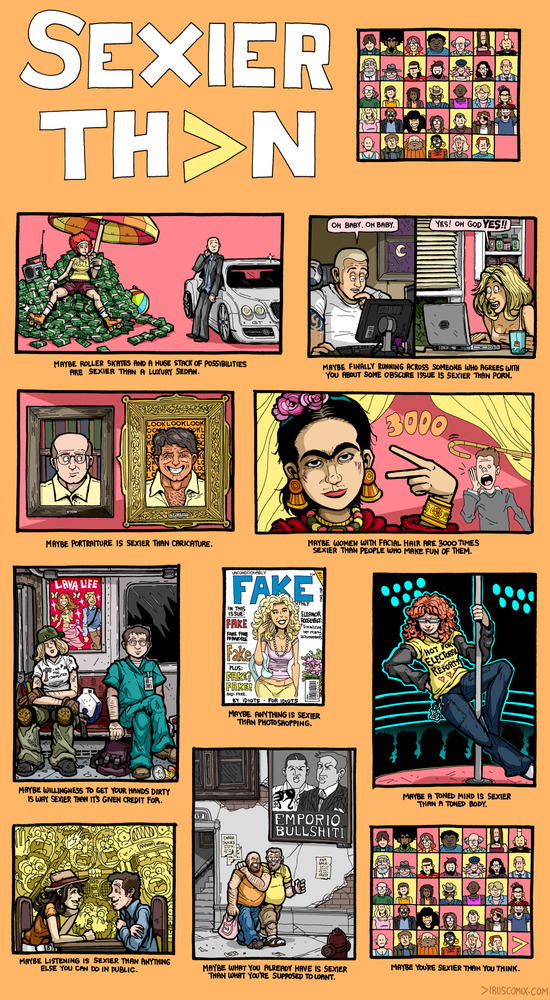 SEXIER
TH>N
MAYBE ROLLER SKATES AND A HUGE STACK OF POSSIBILITIES
ARE SEXIER THAN A LUXURY SEDAN.
OH BABY. OH BABY.
YES! OH GOD YES!!
MAYBE FINALLY RUNNING ACROSS SOMEONE WHO AGREES WITH
YOU ABOUT SOME OBSCURE ISSUE IS SEXIER THAN PORN.
LOOKLOOKLOOK
MAYBE PORTRAITURE IS SEXIER THAN CARICATURE.
3000
MAYBE WOMEN WITH FACIAL HAIR ARE 3000 TIMES
SEXIER THAN PEOPLE WHO MAKE FUN OF THEM.
LAVA LIFE
MAYBE WILLINGNESS TO GET YOUR HANDS DIRTY
IS WAY SEXIER THAN IT'S GIVEN CREDIT FOR.
UNCONSCIONABLY
FAKE
IN THIS
ISSUE:
FAKE
Fake
PLUS:
FAKE!
FAKE!
AND FAKE.
ELEANOR
ROOSEVELT:
BY IDIOTS · FOR IDIOTS
MAYBE ANYTHING IS SEXIER
THAN PHOTOSHOPPING.
HOT FOR
ELECTORAL
REFORM
MAYBE A TONED MIND IS SEXIER
THAN A TONED BODY.
MAYBE LISTENING IS SEXIER THAN ANYTHING
ELSE YOU CAN DO IN PUBLIC.
EMPORIO
BULLSHITI
MAYBE WHAT YOU ALREADY HAVE IS SEXIER
THAN WHAT YOU'RE SUPPOSED TO WANT.
>
MAYBE YOU'RE SEXIER THAN YOU THINK.
>IRUSCOMIX.COM